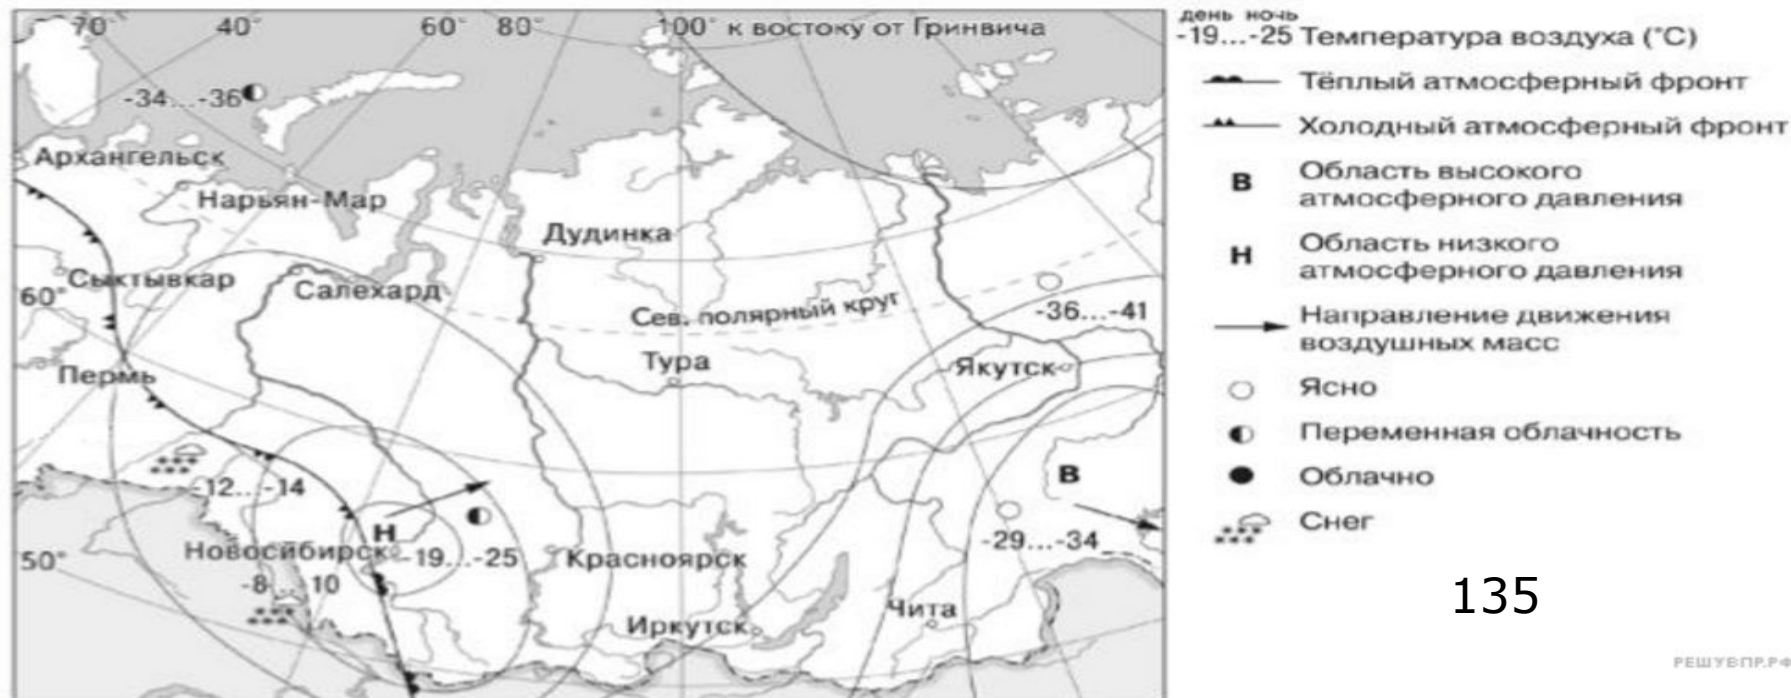 70° 40° 60° 80° 100° к востоку от Гринвича
-34...-36
Архангельск
Нарьян-Мар
Дудинка
Сыктывкар
Салехард
60°
Сев. полярный круг
-36...-41
Пермь
Тура
Якутск
В
-12...-14
Н
Новосибирск
-19...-25
Красноярск
-29...-34
50°
-8 10
Чита
Иркутск
день ночь
-19...-25 Температура воздуха (°С)
Тёплый атмосферный фронт
Холодный атмосферный фронт
В Область высокого
атмосферного давления
Н Область низкого
атмосферного давления
Направление движения
воздушных масс
Ясно
Переменная облачность
Облачно
Снег
135
РЕШУВПР.РФ